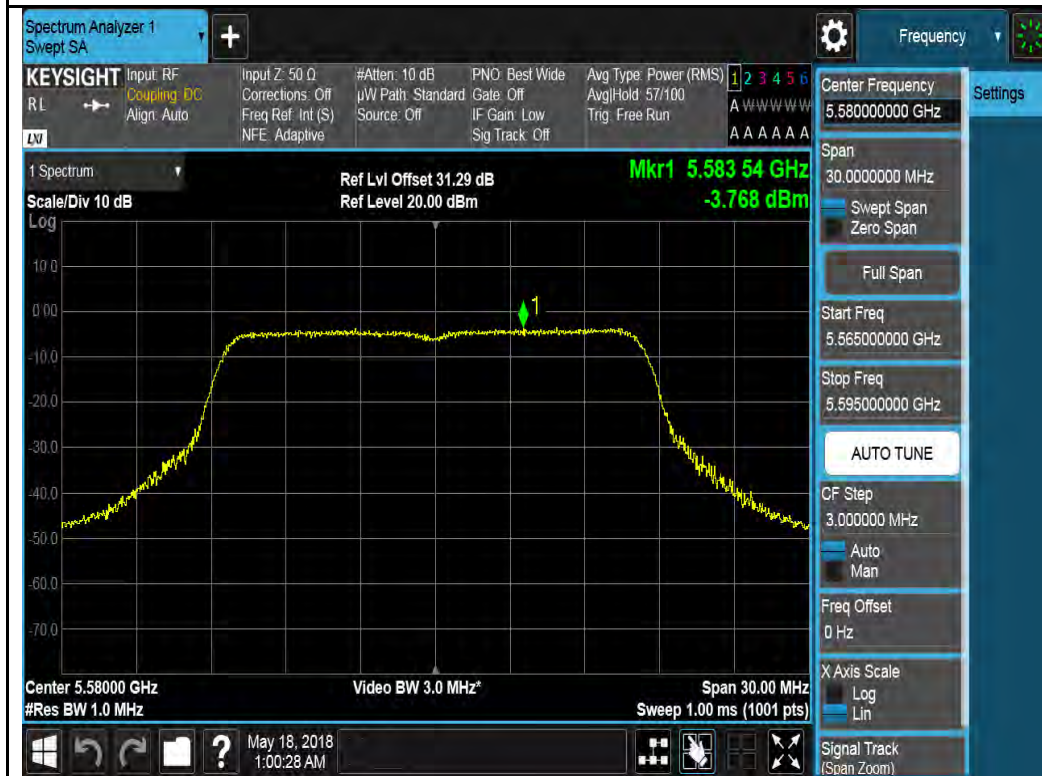 Spectrum Analyzer 1
Swept SA
+
Frequency
KEYSIGHT
RL
LXI
Input: RF
Coupling: DC
Align: Auto
Input Z: 50 Ω
Corrections: Off
Freq Ref: Int (S)
NFE: Adaptive
#Atten: 10 dB
µW Path: Standard
Source: Off
PNO: Best Wide
Gate: Off
IF Gain: Low
Sig Track: Off
Avg Type: Power (RMS)
Avg|Hold: 57/100
Trig: Free Run
1 2 3 4 5 6
A W W W W W
A A A A A A
1 Spectrum
Scale/Div 10 dB
Log
Ref Lvl Offset 31.29 dB
Ref Level 20.00 dBm
Mkr1 5.583 54 GHz
-3.768 dBm
10.0
0.00
-10.0
-20.0
-30.0
-40.0
-50.0
-60.0
-70.0
1
Center 5.58000 GHz
#Res BW 1.0 MHz
Video BW 3.0 MHz*
Span 30.00 MHz
Sweep 1.00 ms (1001 pts)
?
May 18, 2018
1:00:28 AM
Center Frequency
5.580000000 GHz
Settings
Span
30.0000000 MHz
Swept Span
Zero Span
Full Span
Start Freq
5.565000000 GHz
Stop Freq
5.595000000 GHz
AUTO TUNE
CF Step
3.000000 MHz
Auto
Man
Freq Offset
0 Hz
X Axis Scale
Log
Lin
Signal Track
(Span Zoom)